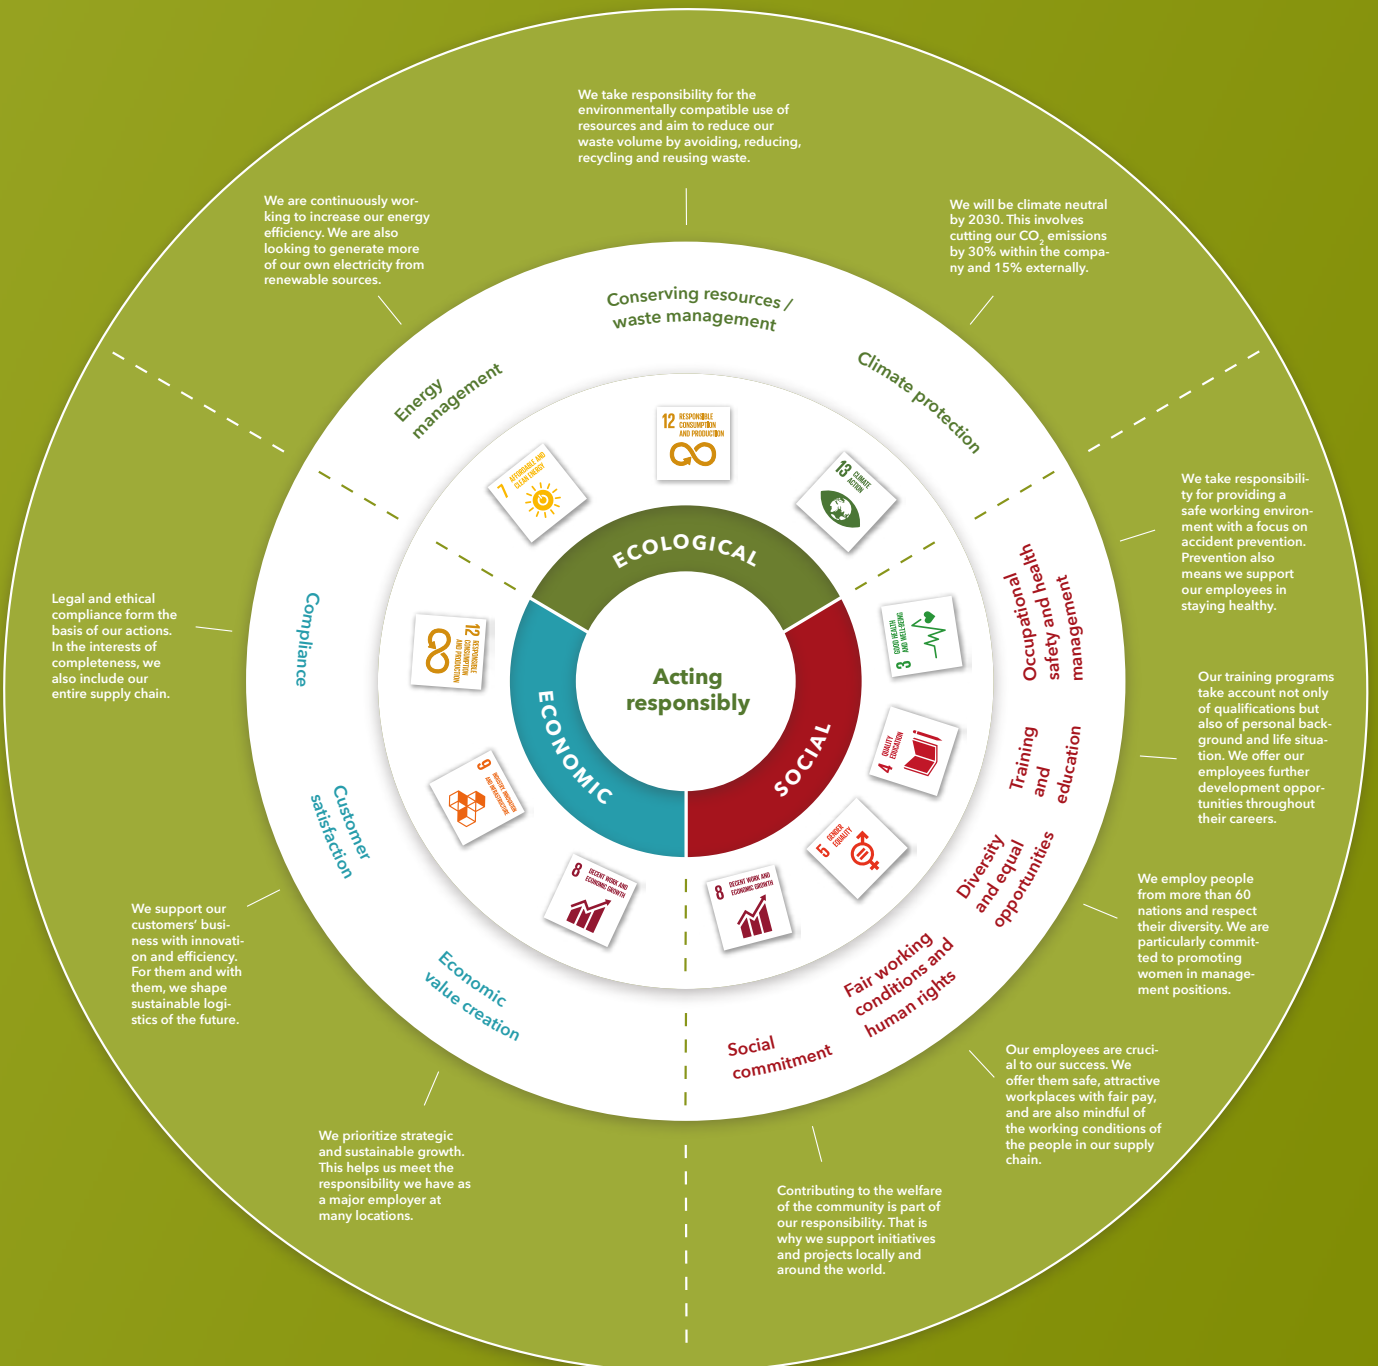 We take responsibility for the
environmentally compatible use of
resources and aim to reduce our
waste volume by avoiding, reducing,
recycling and reusing waste.
We are continuously wor-
king to increase our energy
efficiency. We are also
looking to generate more
of our own electricity from
renewable sources.
We will be climate neutral
by 2030. This involves
cutting our CO2 emissions
by 30% within the compa-
ny and 15% externally.
Conserving resources /
waste management
Energy
management
Climate protection
12 RESPONSIBLE
CONSUMPTION
AND PRODUCTION
7 AFFORDABLE AND
CLEAN ENERGY
13 CLIMATE
ACTION
ECOLOGICAL
We take responsibili-
ty for providing a
safe working environ-
ment with a focus on
accident prevention.
Prevention also
means we support
our employees in
staying healthy.
Occupational
safety and health
management
3 GOOD HEALTH
AND WELL-BEING
Legal and ethical
compliance form the
basis of our actions.
In the interests of
completeness, we
also include our
entire supply chain.
Compliance
12 RESPONSIBLE
CONSUMPTION
AND PRODUCTION
Acting
responsibly
ECONOMIC
SOCIAL
Our training programs
take account not only
of qualifications but
also of personal back-
ground and life situa-
tion. We offer our
employees further
development oppor-
tunities throughout
their careers.
Training
and
education
4 QUALITY
EDUCATION
9 INDUSTRY, INNOVATION
AND INFRASTRUCTURE
Customer
satisfaction
5 GENDER
EQUALITY
Diversity
and equal
opportunities
8 DECENT WORK AND
ECONOMIC GROWTH
8 DECENT WORK AND
ECONOMIC GROWTH
We employ people
from more than 60
nations and respect
their diversity. We are
particularly commit-
ted to promoting
women in manage-
ment positions.
We support our
customers' busi-
ness with innovati-
on and efficiency.
For them and with
them, we shape
sustainable logi-
stics of the future.
Economic
value creation
Fair working
conditions and
human rights
Social
commitment
Our employees are cruci-
al to our success. We
offer them safe, attractive
workplaces with fair pay,
and are also mindful of
the working conditions of
the people in our supply
chain.
We prioritize strategic
and sustainable growth.
This helps us meet the
responsibility we have as
a major employer at
many locations.
Contributing to the welfare
of the community is part of
our responsibility. That is
why we support initiatives
and projects locally and
around the world.